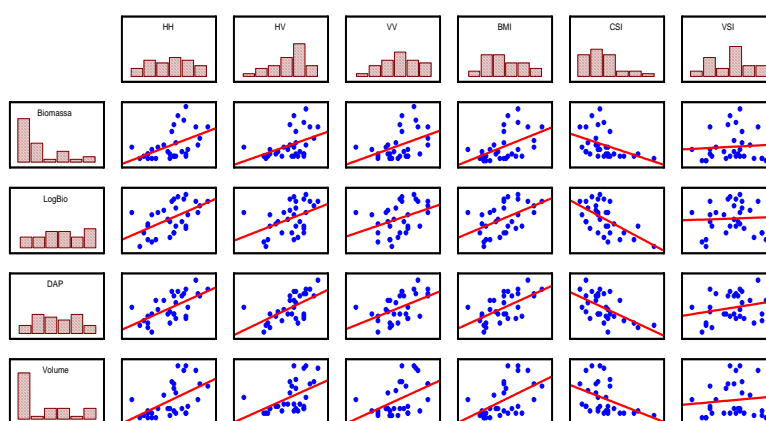 HH HV VV BMI CSI VSI
Biomassa
LogBio
DAP
Volume